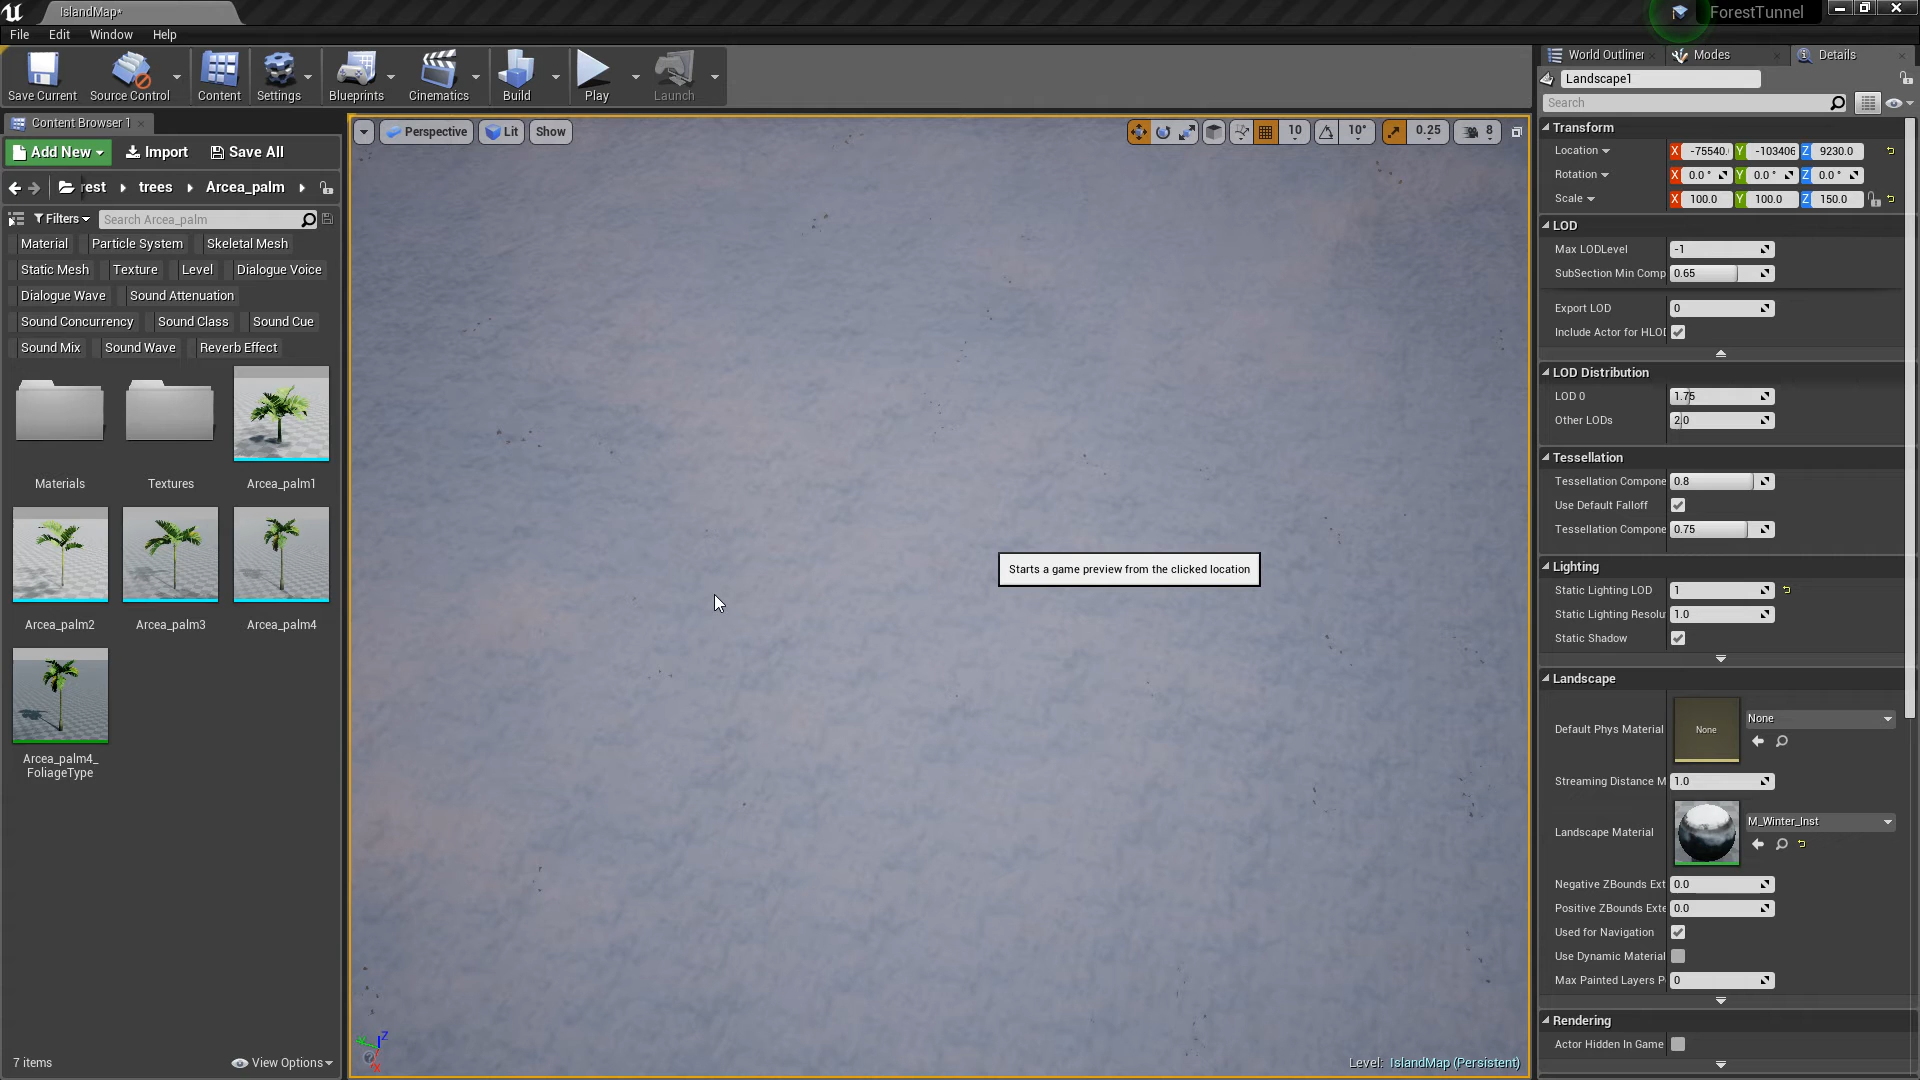 IslandMap*
ForestTunnel
File Edit Window Help
Save Current
Source Control
Content
Settings
Blueprints
Cinematics
Build
Play
Launch
World Outliner
Modes
Details
Content Browser 1
Landscape1
Search
Add New Import Save All
rest trees Arcea_palm
Filters Search Arcea_palm
Material Particle System Skeletal Mesh
Static Mesh Texture Level Dialogue Voice
Dialogue Wave Sound Attenuation
Sound Concurrency Sound Class Sound Cue
Sound Mix Sound Wave Reverb Effect
Materials Textures Arcea_palm1
Arcea_palm2 Arcea_palm3 Arcea_palm4
Arcea_palm4_
FoliageType
7 items View Options
Perspective Lit Show
10 10° 0.25 8
Starts a game preview from the clicked location
Level: IslandMap (Persistent)
Z
X
Transform
Location X -75540. Y -103406 Z 9230.0
Rotation X 0.0 ° Y 0.0 ° Z 0.0 °
Scale X 100.0 Y 100.0 Z 150.0
LOD
Max LODLevel -1
SubSection Min Comp 0.65
Export LOD 0
Include Actor for HLOD
LOD Distribution
LOD 0 1.75
Other LODs 2.0
Tessellation
Tessellation Compone 0.8
Use Default Falloff
Tessellation Compone 0.75
Lighting
Static Lighting LOD 1
Static Lighting Resolu 1.0
Static Shadow
Landscape
Default Phys Material None None
Streaming Distance M 1.0
Landscape Material M_Winter_Inst
Negative ZBounds Ext 0.0
Positive ZBounds Exte 0.0
Used for Navigation
Use Dynamic Material
Max Painted Layers P 0
Rendering
Actor Hidden In Game